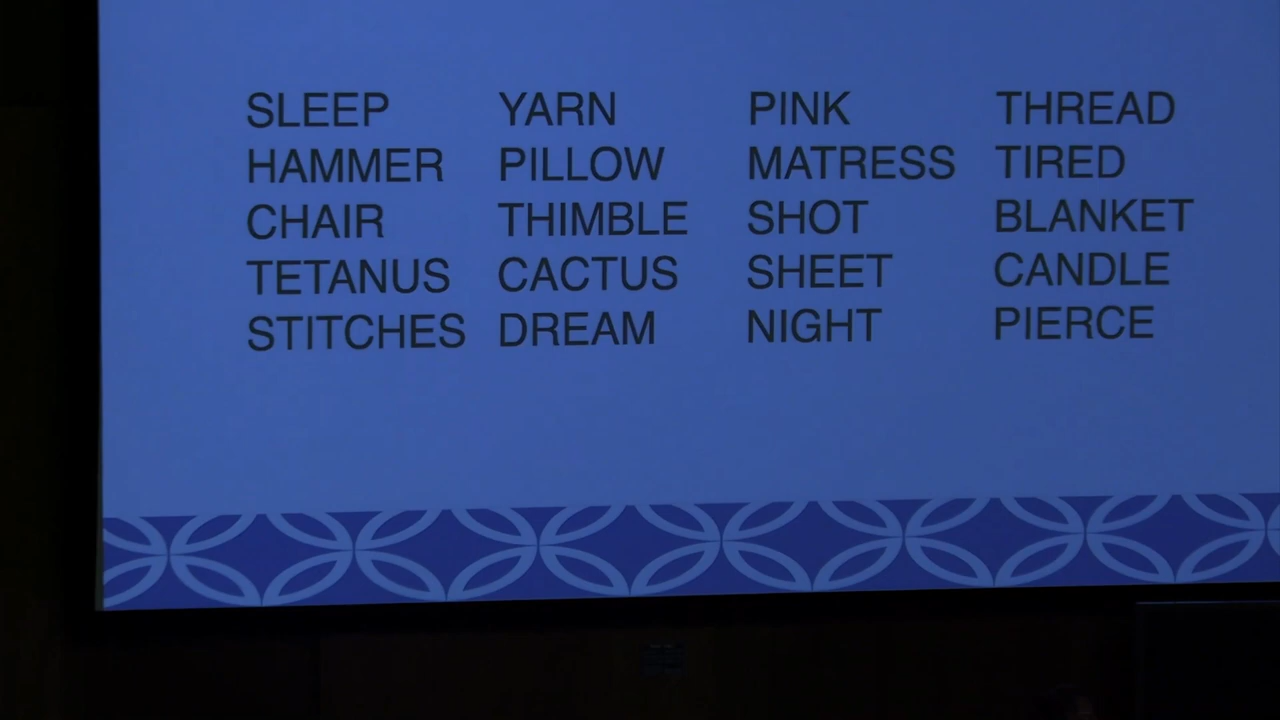 SLEEP YARN PINK THREAD
HAMMER PILLOW MATRESS TIRED
CHAIR THIMBLE SHOT BLANKET
TETANUS CACTUS SHEET CANDLE
STITCHES DREAM NIGHT PIERCE